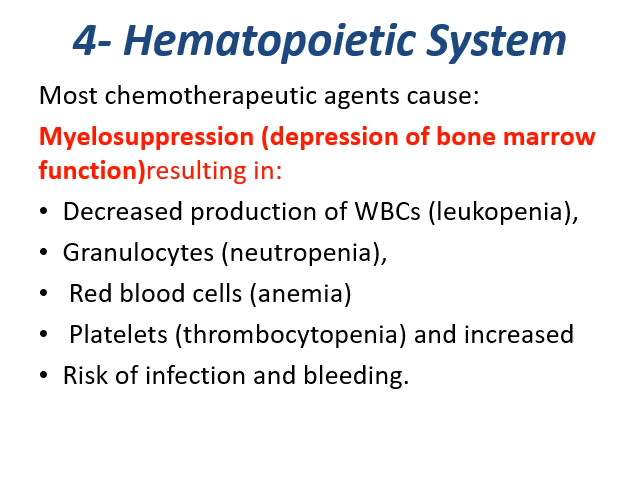 4- Hematopoietic System
Most chemotherapeutic agents cause:
Myelosuppression (depression of bone marrow
function)resulting in:
• Decreased production of WBCs (leukopenia),
• Granulocytes (neutropenia),
• Red blood cells (anemia)
• Platelets (thrombocytopenia) and increased
• Risk of infection and bleeding.